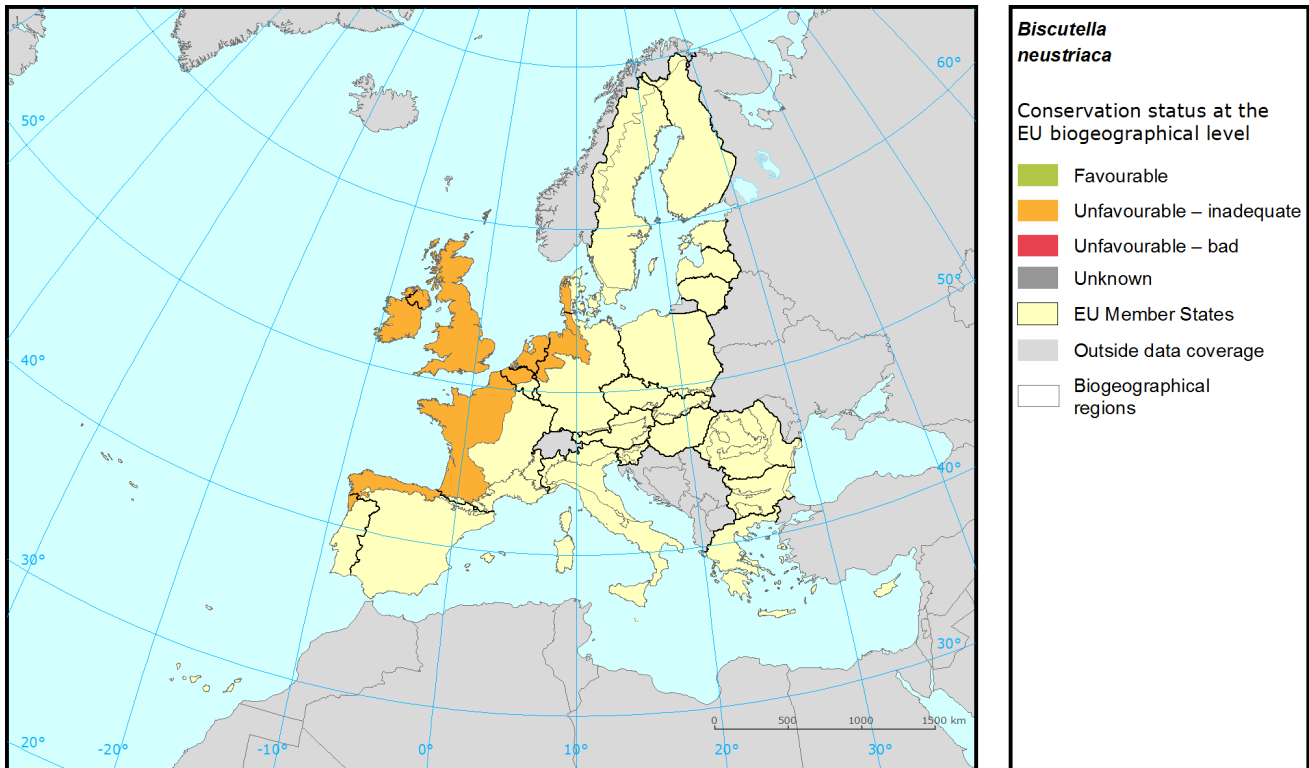 60°
50°
50°
40°
40°
30°
30°
20°
-20°
-10°
0°
10°
20°
30°
0
500
1000
1500 km
Biscutella
neustriaca
Conservation status at the
EU biogeographical level
Favourable
Unfavourable – inadequate
Unfavourable – bad
Unknown
EU Member States
Outside data coverage
Biogeographical
regions